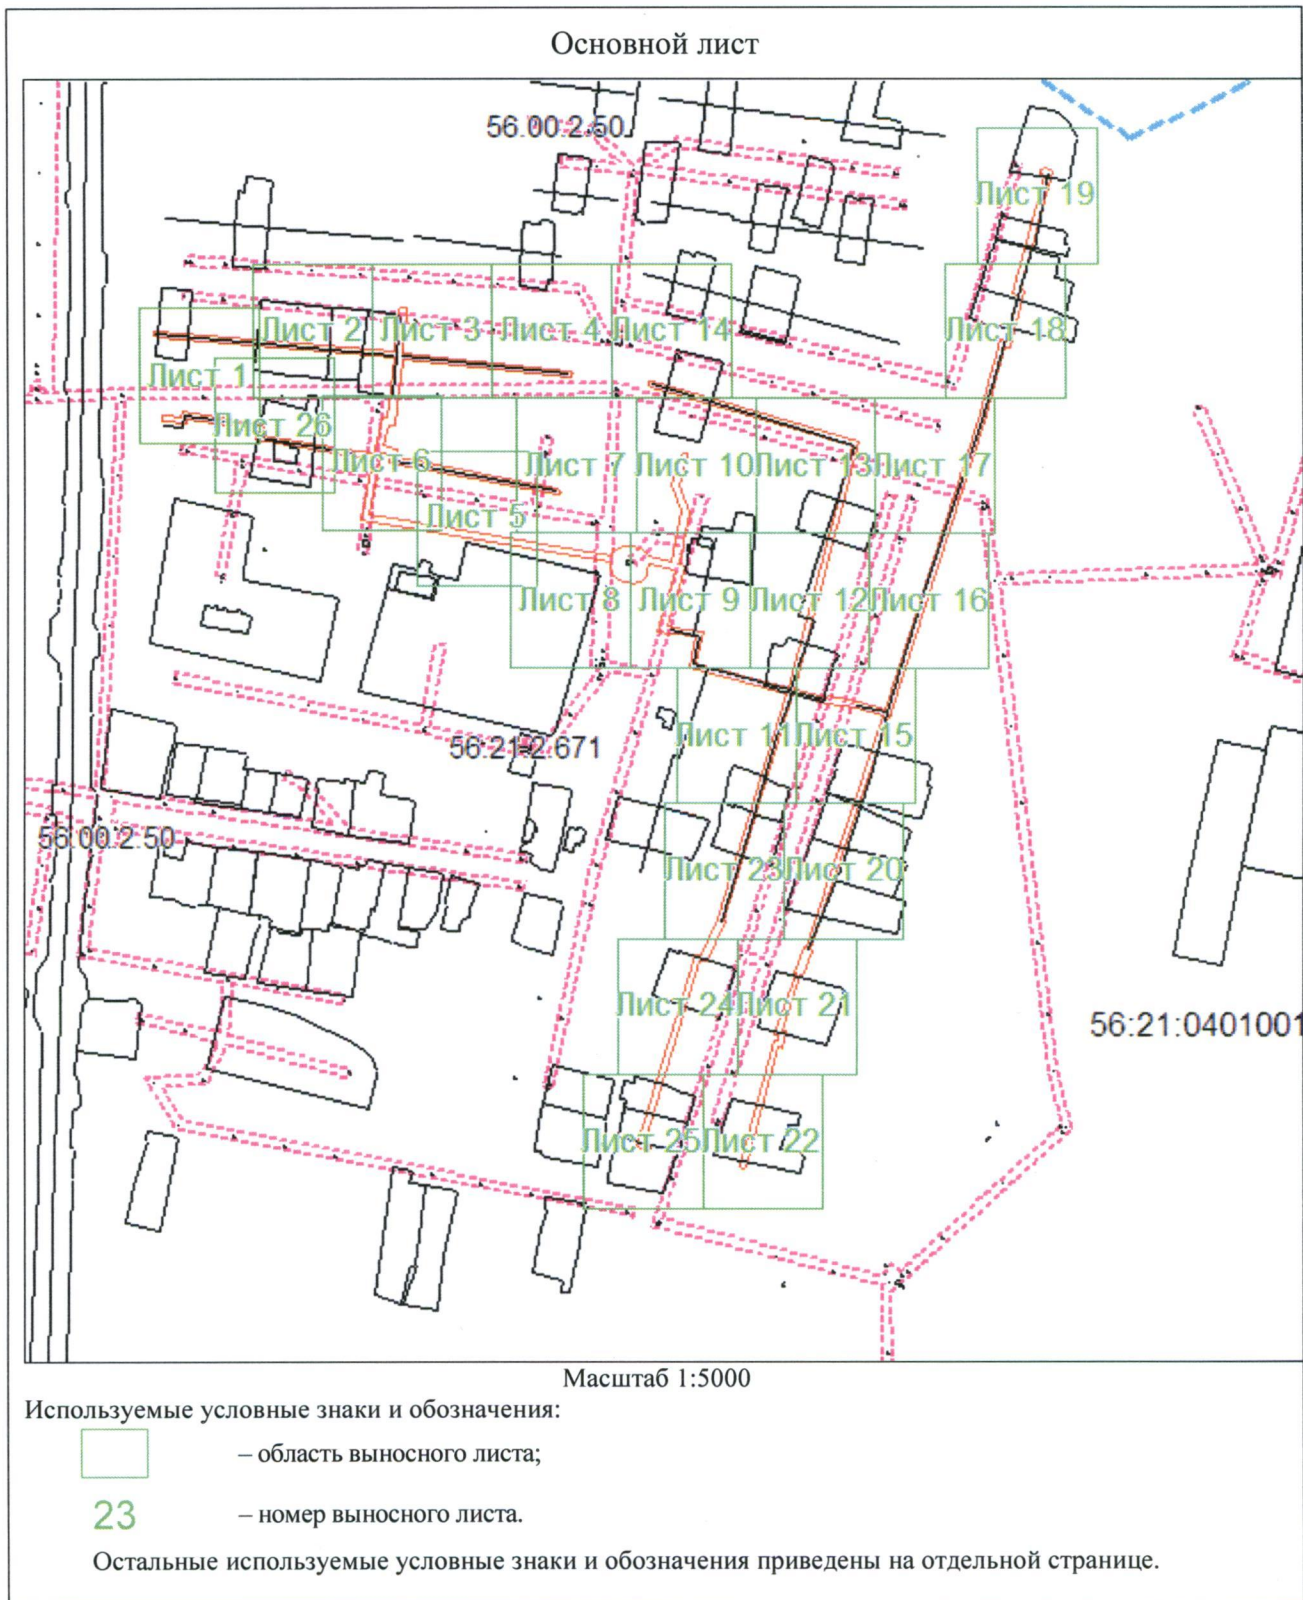 Основной лист
56.00.2.50
Лист 19
Лист 2
Лист 3
Лист 4
Лист 14
Лист 18
Лист 1
Лист 26
Лист 6
Лист 7
Лист 10
Лист 13
Лист 17
Лист 5
Лист 8
Лист 9
Лист 12
Лист 16
56.21.2.671
Лист 11
Лист 15
56.00.2.50
Лист 23
Лист 20
Лист 24
Лист 21
56:21:0401001
Лист 25
Лист 22
Масштаб 1:5000
Используемые условные знаки и обозначения:
– область выносного листа;
23 – номер выносного листа.
Остальные используемые условные знаки и обозначения приведены на отдельной странице.